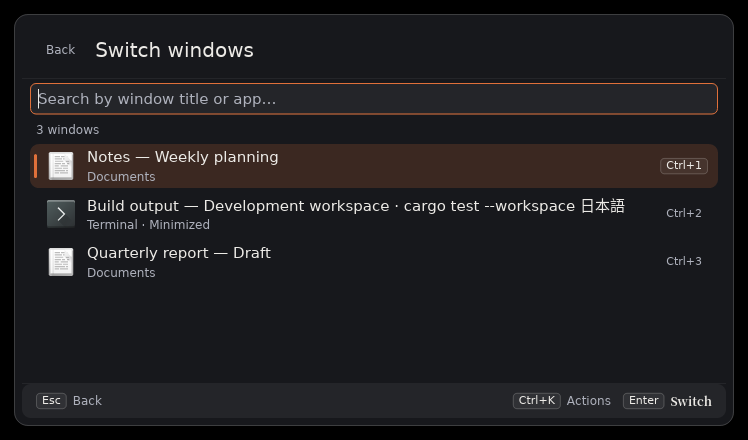 Back Switch windows
Search by window title or app…
3 windows
Notes — Weekly planning
Documents
Ctrl+1
Build output — Development workspace · cargo test --workspace 日本語
Terminal · Minimized
Ctrl+2
Quarterly report — Draft
Documents
Ctrl+3
Esc Back Ctrl+K Actions Enter Switch